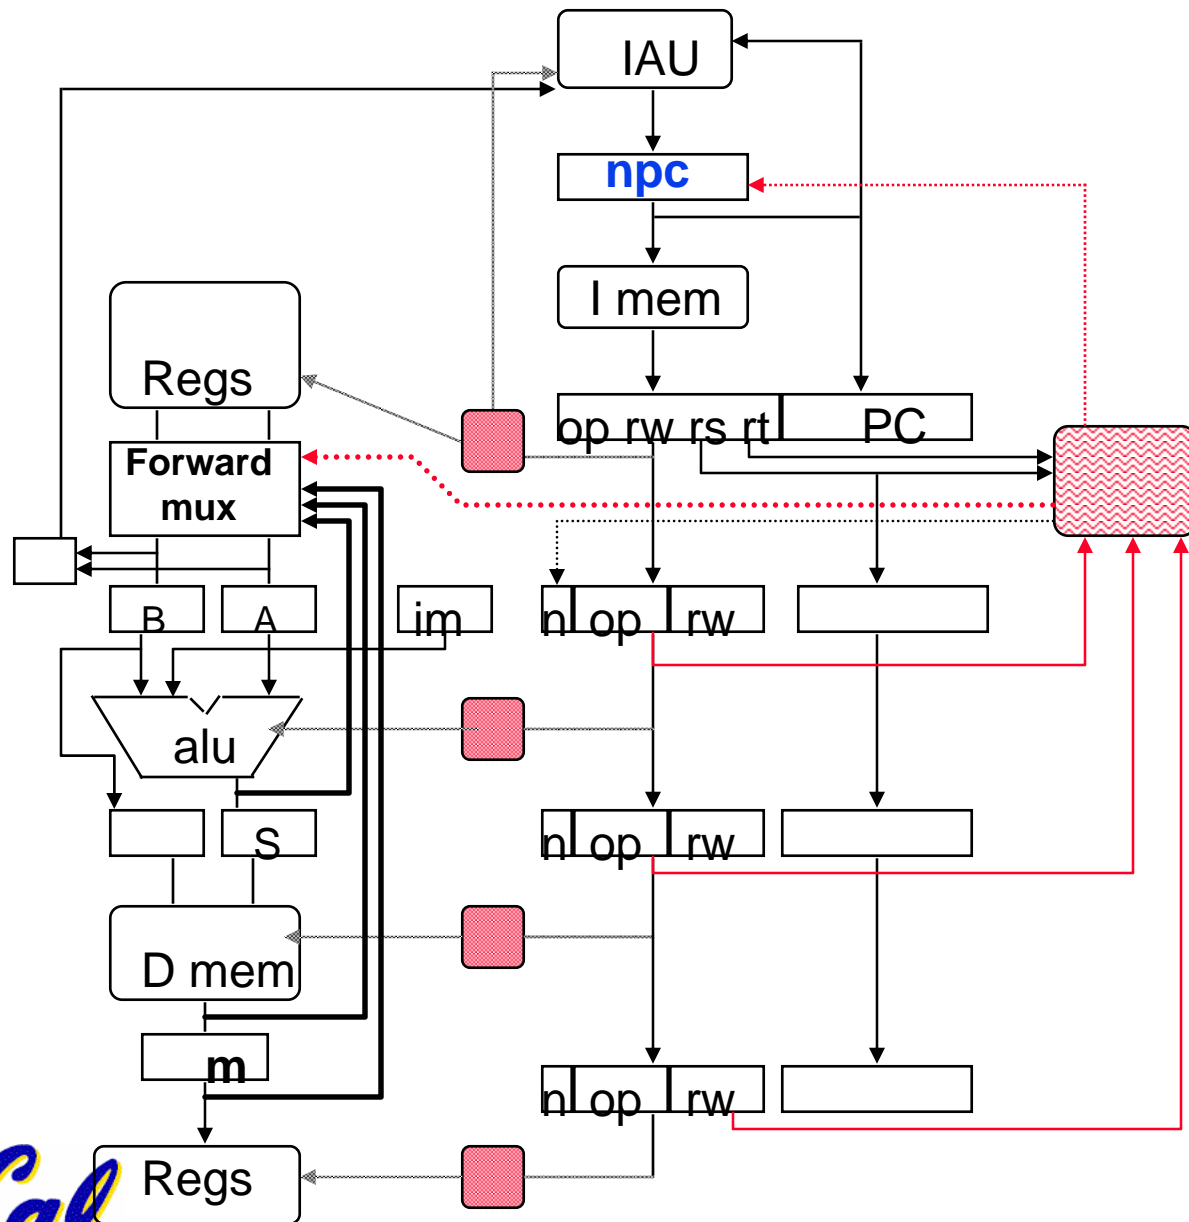 IAU
npc
I mem
Regs
op rw rs rt
PC
Forward
mux
B
A
im
n op rw
alu
n op rw
S
D mem
m
n op rw
Regs
Cal